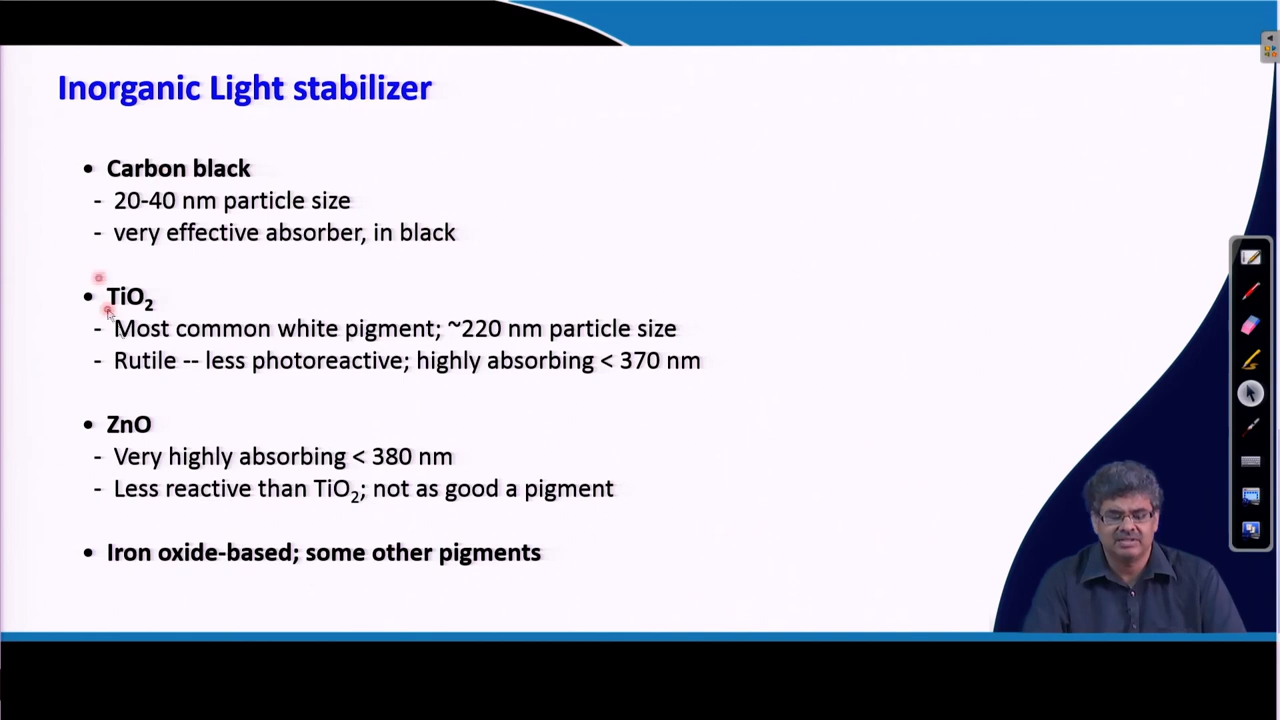 Inorganic Light stabilizer
• Carbon black
- 20-40 nm particle size
- very effective absorber, in black
• TiO₂
- Most common white pigment; ~220 nm particle size
- Rutile -- less photoreactive; highly absorbing < 370 nm
• ZnO
- Very highly absorbing < 380 nm
- Less reactive than TiO₂; not as good a pigment
• Iron oxide-based; some other pigments